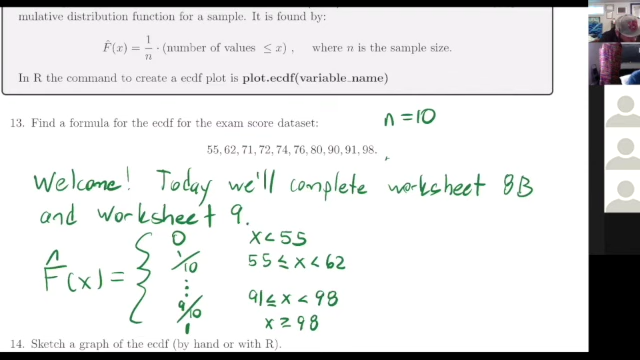 mulative distribution function for a sample. It is found by:
F̂(x) = 1/n · (number of values ≤ x) , where n is the sample size.
In R the command to create a ecdf plot is plot.ecdf(variable_name)
n = 10
13. Find a formula for the ecdf for the exam score dataset:
55, 62, 71, 72, 74, 76, 80, 90, 91, 98.
Welcome! Today we'll complete worksheet 8B
and worksheet 9.
F̂(x) = {
0 x < 55
1/10 55 ≤ x < 62
⋮
9/10 91 ≤ x < 98
1 x ≥ 98
14. Sketch a graph of the ecdf (by hand or with R).